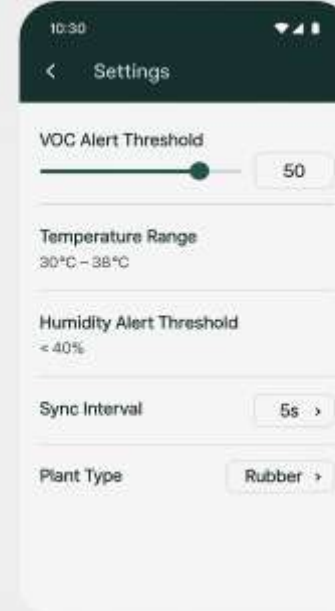 10:30
Settings
VOC Alert Threshold
50
Temperature Range
30°C – 38°C
Humidity Alert Threshold
< 40%
Sync Interval
5s ›
Plant Type
Rubber ›